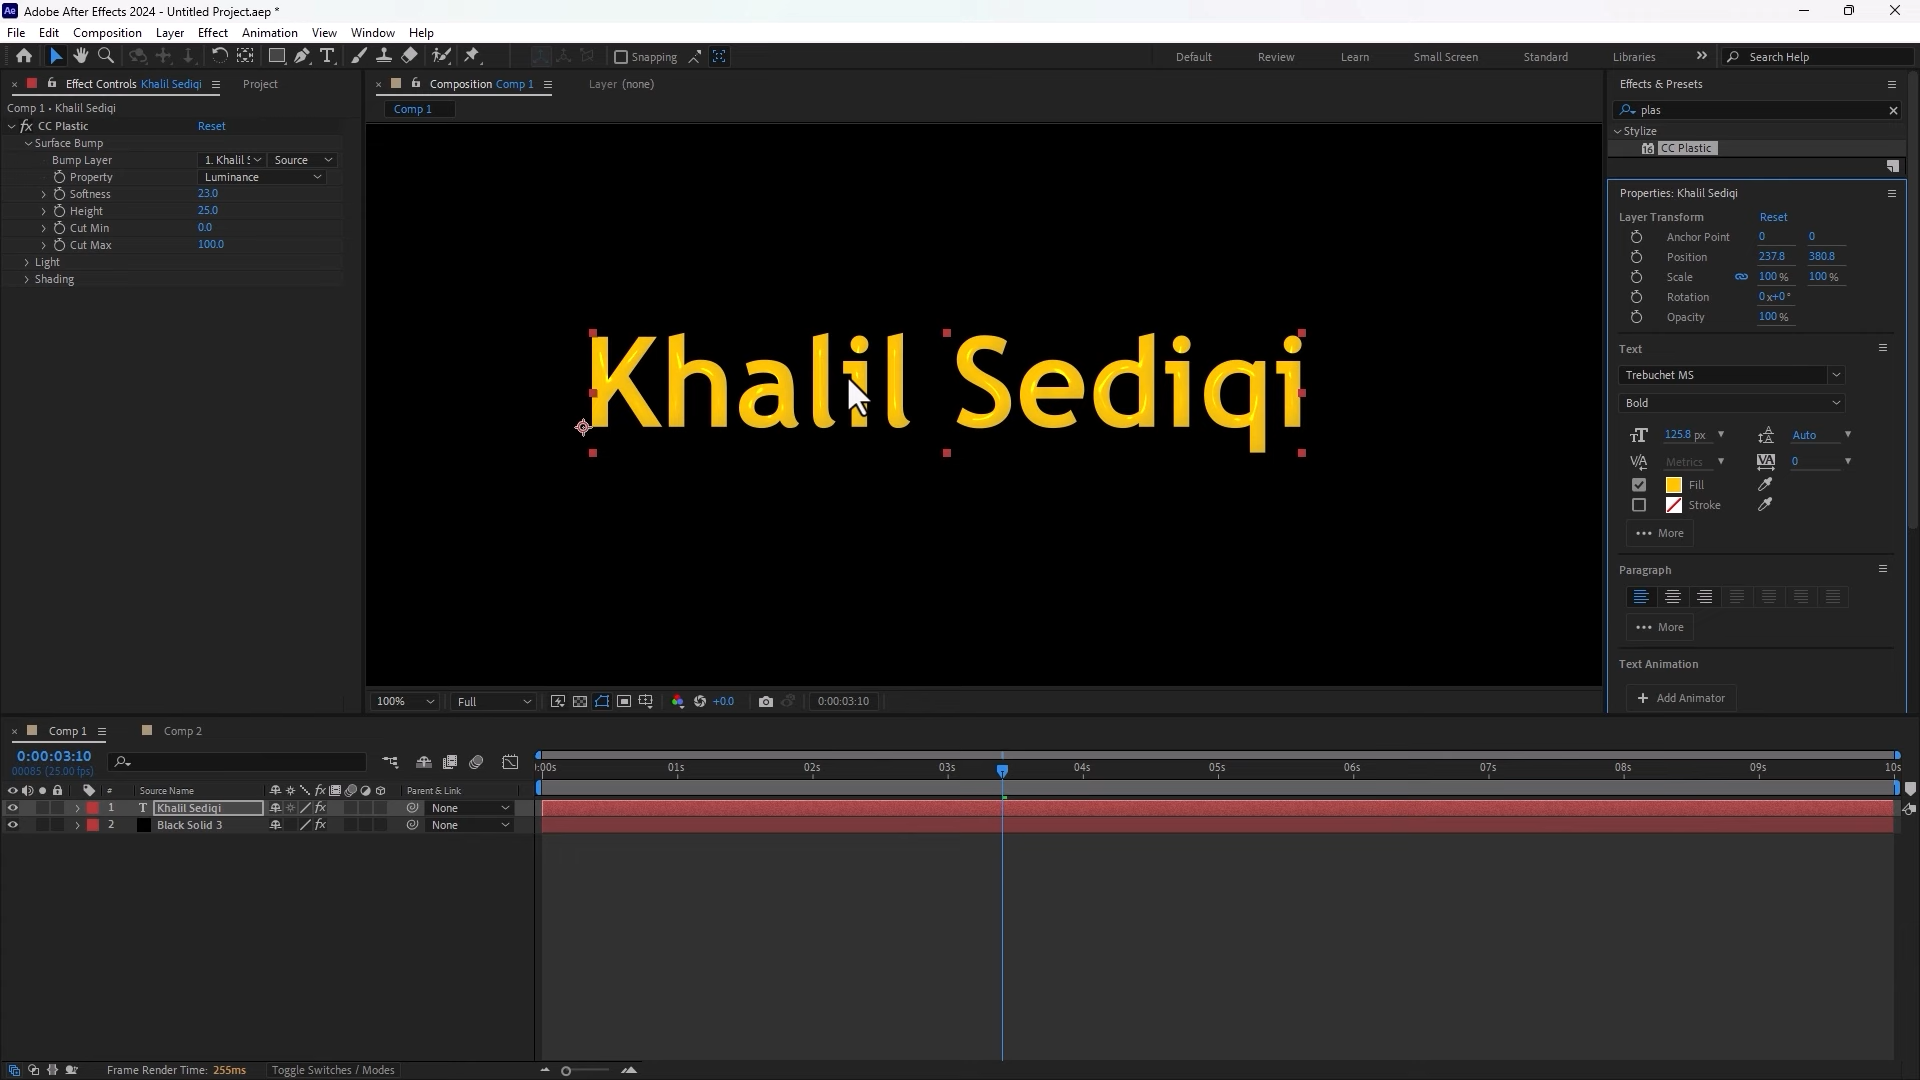 Ae Adobe After Effects 2024 - Untitled Project.aep *
File Edit Composition Layer Effect Animation View Window Help
Snapping
Default Review Learn Small Screen Standard Libraries
Search Help
Effect Controls Khalil Sediqi
Project
Composition Comp 1
Layer (none)
Comp 1
Comp 1 • Khalil Sediqi
fx CC Plastic Reset
Surface Bump
Bump Layer 1. Khalil S Source
Property Luminance
Softness 23.0
Height 25.0
Cut Min 0.0
Cut Max 100.0
Light
Shading
Khalil Sediqi
100% Full +0.0 0:00:03:10
Effects & Presets
plas
Stylize
16 CC Plastic
Properties: Khalil Sediqi
Layer Transform Reset
Anchor Point 0 0
Position 237.8 380.8
Scale 100 % 100 %
Rotation 0x+0°
Opacity 100 %
Text
Trebuchet MS
Bold
125.8 px Auto
Metrics 0
Fill
Stroke
More
Paragraph
More
Text Animation
Add Animator
Comp 1 Comp 2
0:00:03:10
00085 (25.00 fps)
:00s 01s 02s 03s 04s 05s 06s 07s 08s 09s 10s
# Source Name fx Parent & Link
1 T Khalil Sediqi fx None
2 Black Solid 3 fx None
Frame Render Time: 255ms Toggle Switches / Modes